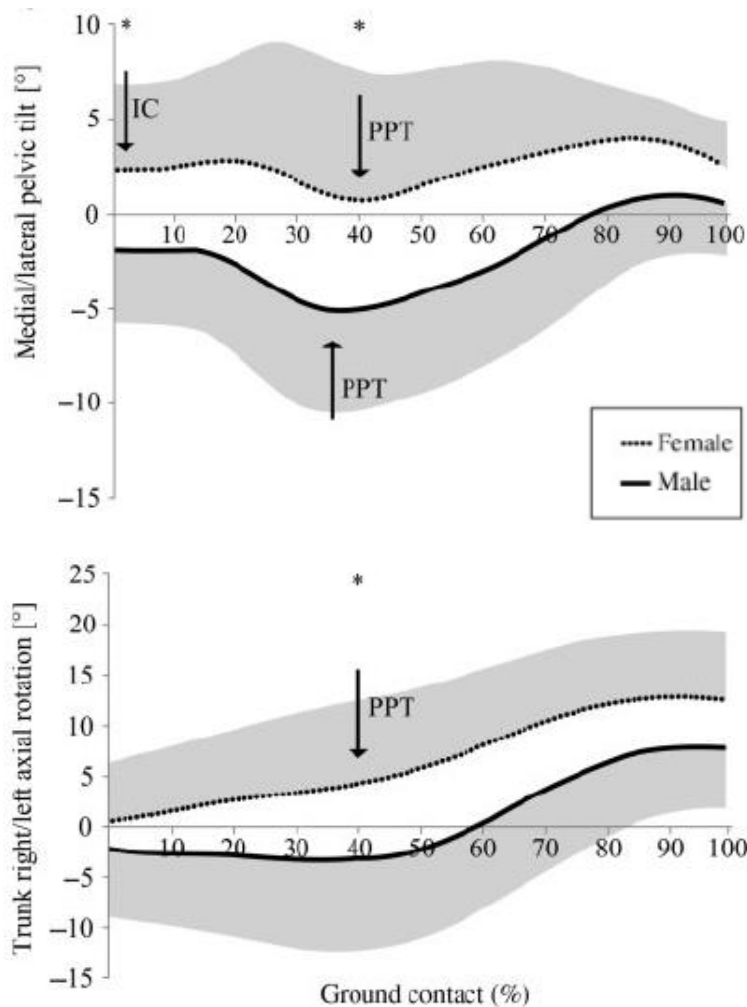 Medial/lateral pelvic tilt [°]
10
5
0
–5
–10
–15
* *
IC
PPT
10 20 30 40 50 60 70 80 90 100
PPT
Female
Male
Trunk right/left axial rotation [°]
25
20
15
10
5
0
–5
–10
–15
*
PPT
10 20 30 40 50 60 70 80 90 100
Ground contact (%)